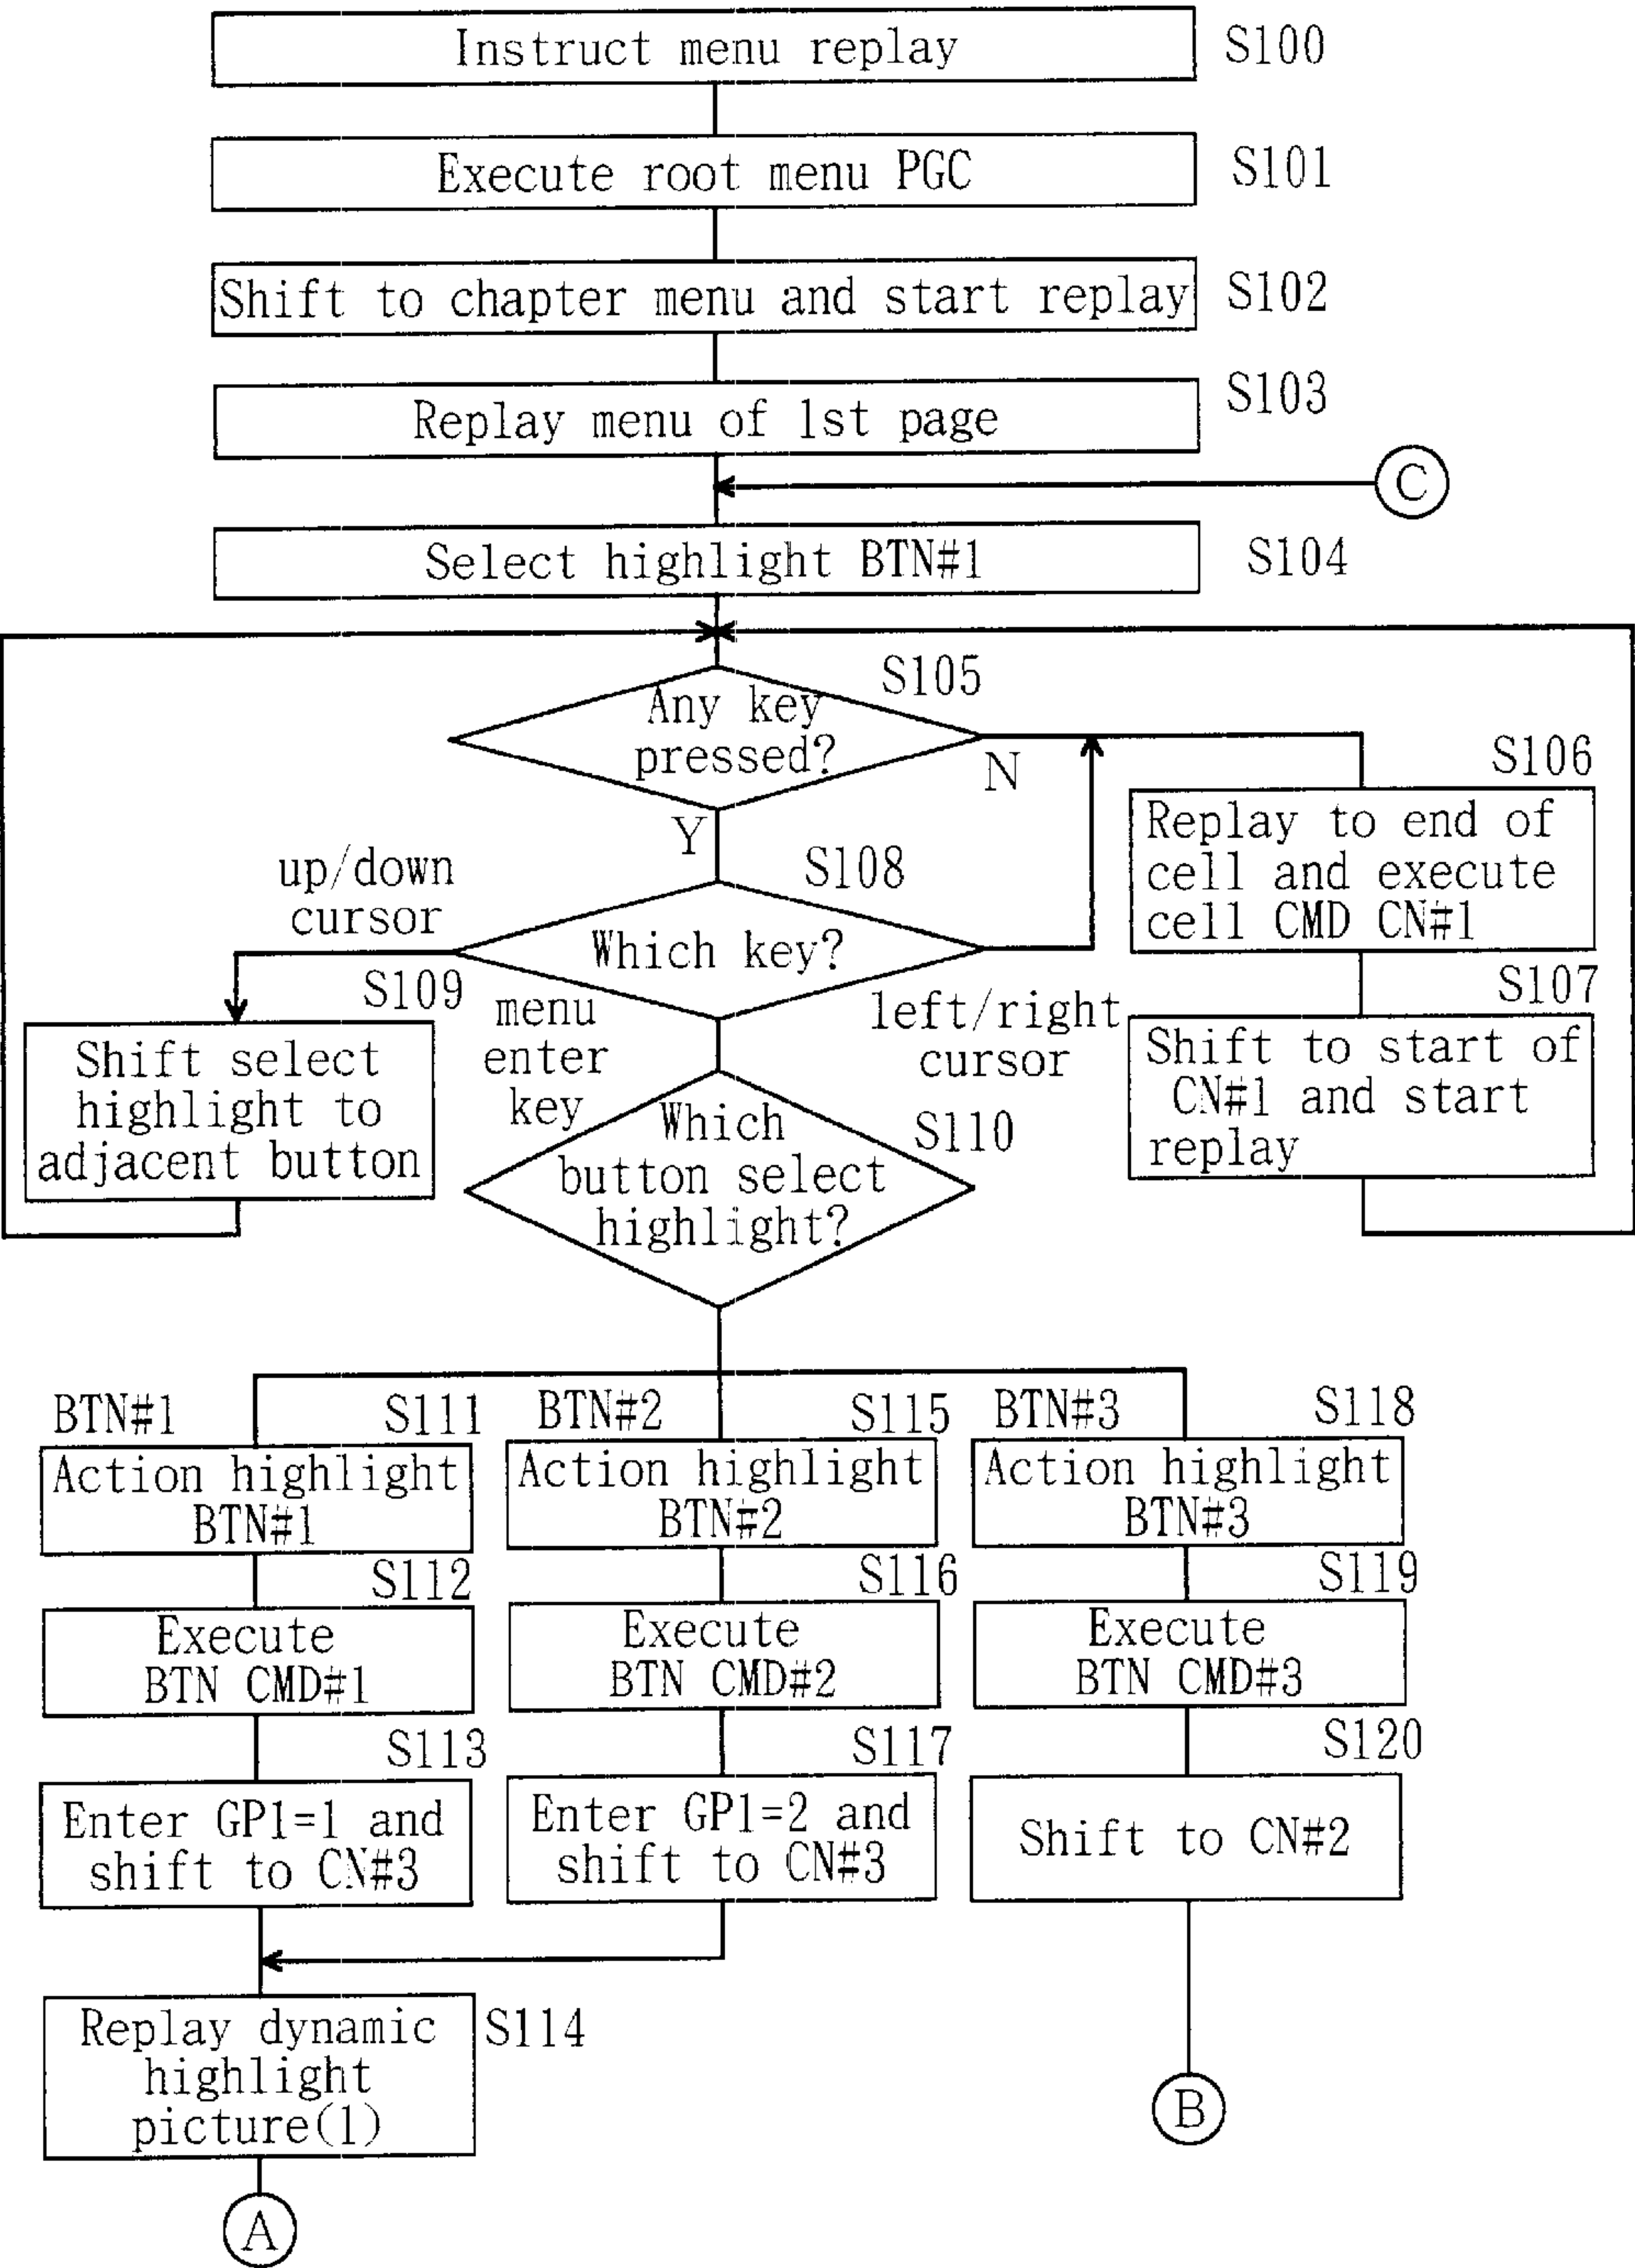 Instruct menu replay
S100
Execute root menu PGC
S101
Shift to chapter menu and start replay
S102
Replay menu of 1st page
S103
C
Select highlight BTN#1
S104
S105
Any key
pressed?
N
Y
S106
Replay to end of
cell and execute
cell CMD CN#1
S107
Shift to start of
CN#1 and start
replay
up/down
cursor
S108
Which key?
S109
Shift select
highlight to
adjacent button
menu
enter
key
left/right
cursor
S110
Which
button select
highlight?
BTN#1
S111
Action highlight
BTN#1
S112
Execute
BTN CMD#1
S113
Enter GP1=1 and
shift to CN#3
BTN#2
S115
Action highlight
BTN#2
S116
Execute
BTN CMD#2
S117
Enter GP1=2 and
shift to CN#3
BTN#3
S118
Action highlight
BTN#3
S119
Execute
BTN CMD#3
S120
Shift to CN#2
Replay dynamic
highlight
picture(1)
S114
B
A